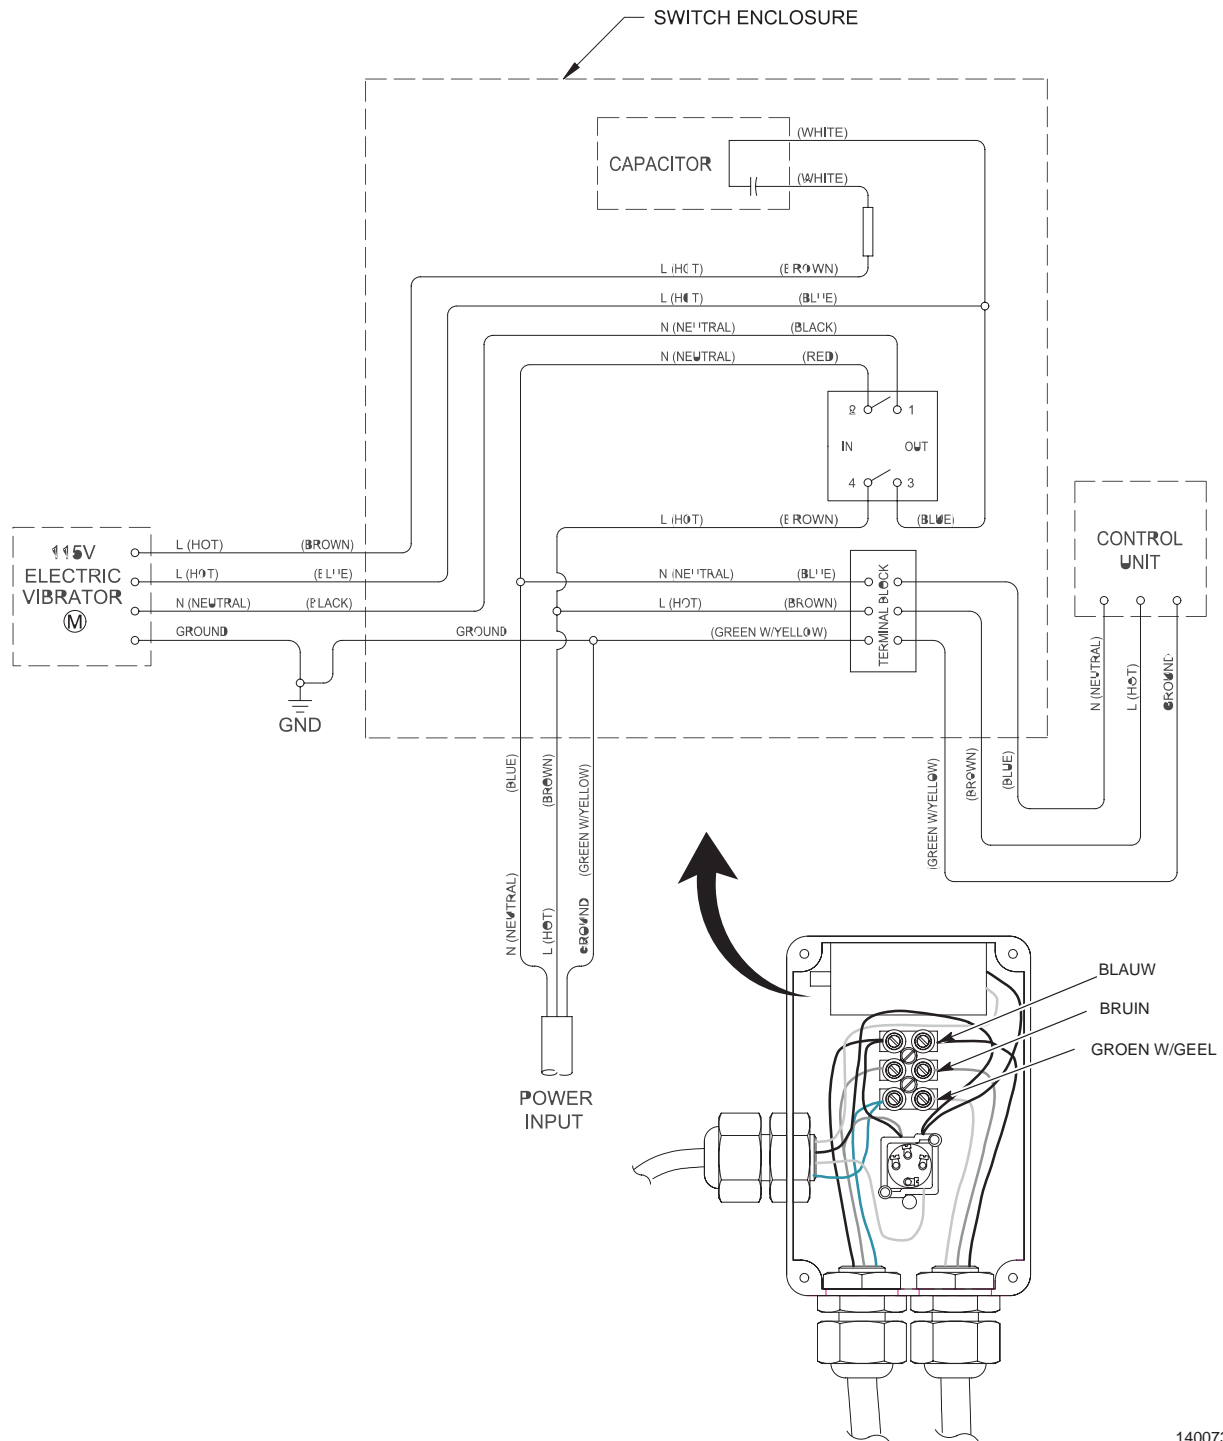 SWITCH ENCLOSURE
(WHITE)
CAPACITOR
(WHITE)
L (HOT) (BROWN)
L (HOT) (BLUE)
N (NEUTRAL) (BLACK)
N (NEUTRAL) (RED)
2 1
IN OUT
4 3
L (HOT) (BROWN) (BLUE)
115V
ELECTRIC
VIBRATOR
M
L (HOT) (BROWN)
L (HOT) (BLUE)
N (NEUTRAL) (BLACK)
GROUND
GROUND
GND
N (NEUTRAL) (BLUE)
L (HOT) (BROWN)
(GREEN W/YELLOW)
TERMINAL BLOCK
CONTROL
UNIT
N (NEUTRAL)
L (HOT)
GROUND
(BLUE)
(BROWN)
(GREEN W/YELLOW)
(GREEN W/YELLOW)
(BROWN)
(BLUE)
N (NEUTRAL)
L (HOT)
GROUND
POWER
INPUT
BLAUW
BRUIN
GROEN W/GEEL